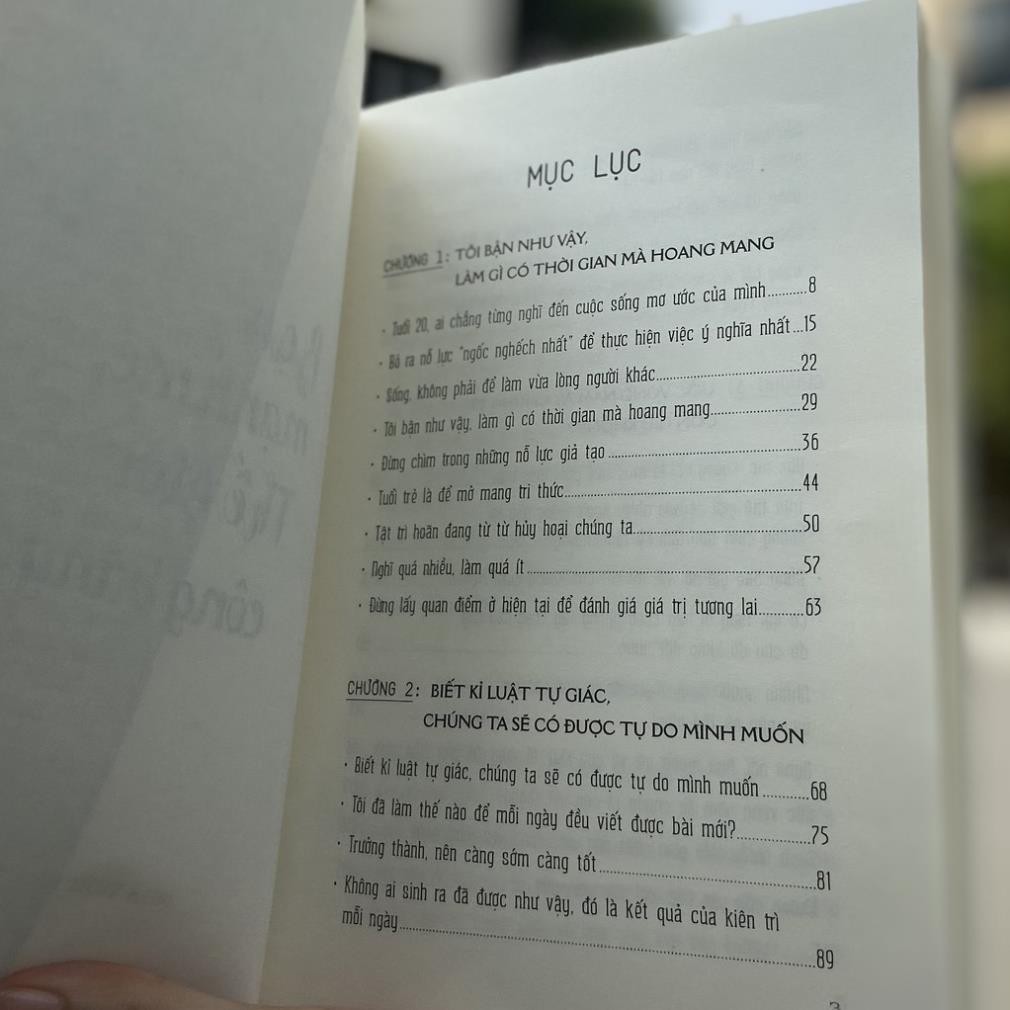 MỤC LỤC
CHƯƠNG 1: TÔI BẬN NHƯ VẬY,
LÀM GÌ CÓ THỜI GIAN MÀ HOANG MANG
· Tuổi 20, ai chẳng từng nghĩ đến cuộc sống mơ ước của mình..........8
· Bỏ ra nỗ lực "ngốc nghếch nhất" để thực hiện việc ý nghĩa nhất...15
· Sống, không phải để làm vừa lòng người khác....................22
· Tôi bận như vậy, làm gì có thời gian mà hoang mang....................29
· Đừng chìm trong những nỗ lực giả tạo....................36
· Tuổi trẻ là để mở mang tri thức....................44
· Tật trì hoãn đang từ từ hủy hoại chúng ta....................50
· Nghĩ quá nhiều, làm quá ít....................57
· Đừng lấy quan điểm ở hiện tại để đánh giá giá trị tương lai...........63
CHƯƠNG 2: BIẾT KỈ LUẬT TỰ GIÁC,
CHÚNG TA SẼ CÓ ĐƯỢC TỰ DO MÌNH MUỐN
· Biết kỉ luật tự giác, chúng ta sẽ có được tự do mình muốn...........68
· Tôi đã làm thế nào để mỗi ngày đều viết được bài mới?..................75
· Trưởng thành, nên càng sớm càng tốt....................81
· Không ai sinh ra đã được như vậy, đó là kết quả của kiên trì
mỗi ngày....................89